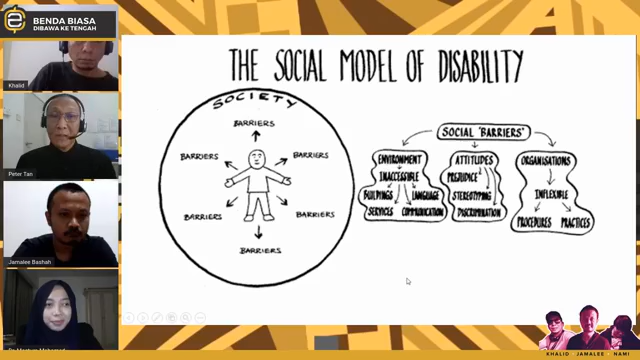 BENDA BIASA
DIBAWA KE TENGAH
Khalid
Peter Tan
Jamalee Bashah
THE SOCIAL MODEL OF DISABILITY
SOCIETY
BARRIERS
BARRIERS
BARRIERS
BARRIERS
BARRIERS
BARRIERS
SOCIAL "BARRIERS"
ENVIRONMENT
INACCESSIBLE
BUILDINGS
LANGUAGE
SERVICES
COMMUNICATION
ATTITUDES
PREJUDICE
STEREOTYPING
DISCRIMINATION
ORGANISATIONS
INFLEXIBLE
PROCEDURES
PRACTICES
KHALID
JAMALEE
NAMI